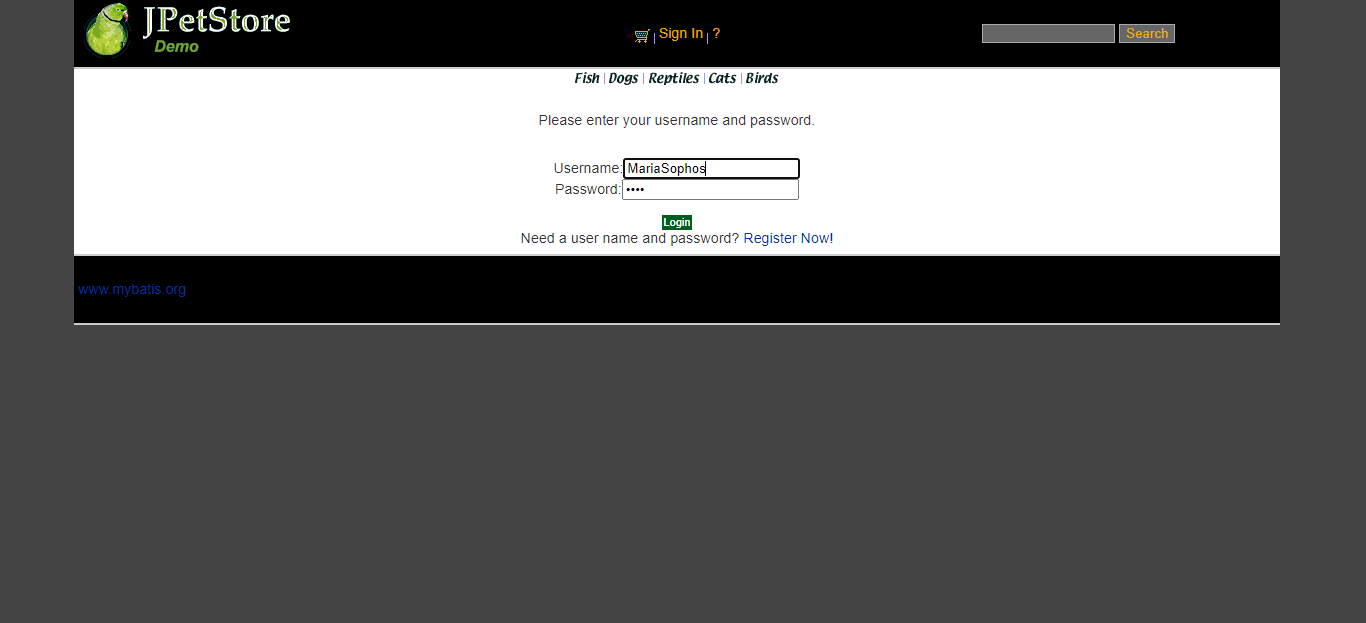 JPetStore
Demo
Sign In | ?
Search
Fish | Dogs | Reptiles | Cats | Birds
Please enter your username and password.
Username:MariaSophos
Password:••••
Login
Need a user name and password? Register Now!
www.mybatis.org